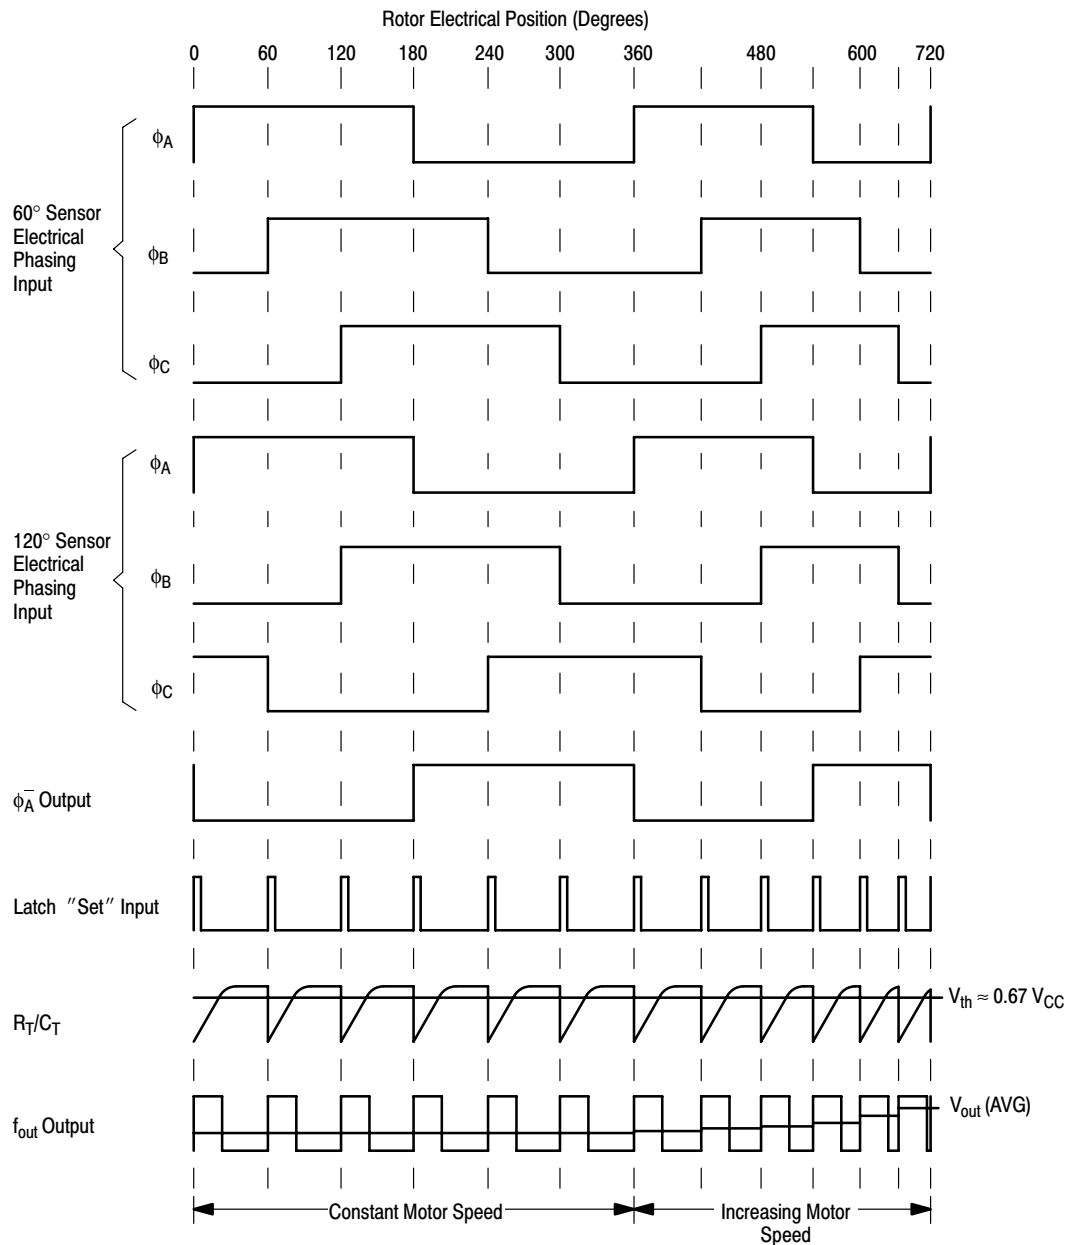 Rotor Electrical Position (Degrees)
0 60 120 180 240 300 360 480 600 720
ϕA
60° Sensor
Electrical
Phasing
Input
ϕB
ϕC
ϕA
120° Sensor
Electrical
Phasing
Input
ϕB
ϕC
ϕA̅ Output
Latch ″Set″ Input
Vth ≈ 0.67 VCC
RT/CT
Vout (AVG)
fout Output
Constant Motor Speed
Increasing Motor
Speed